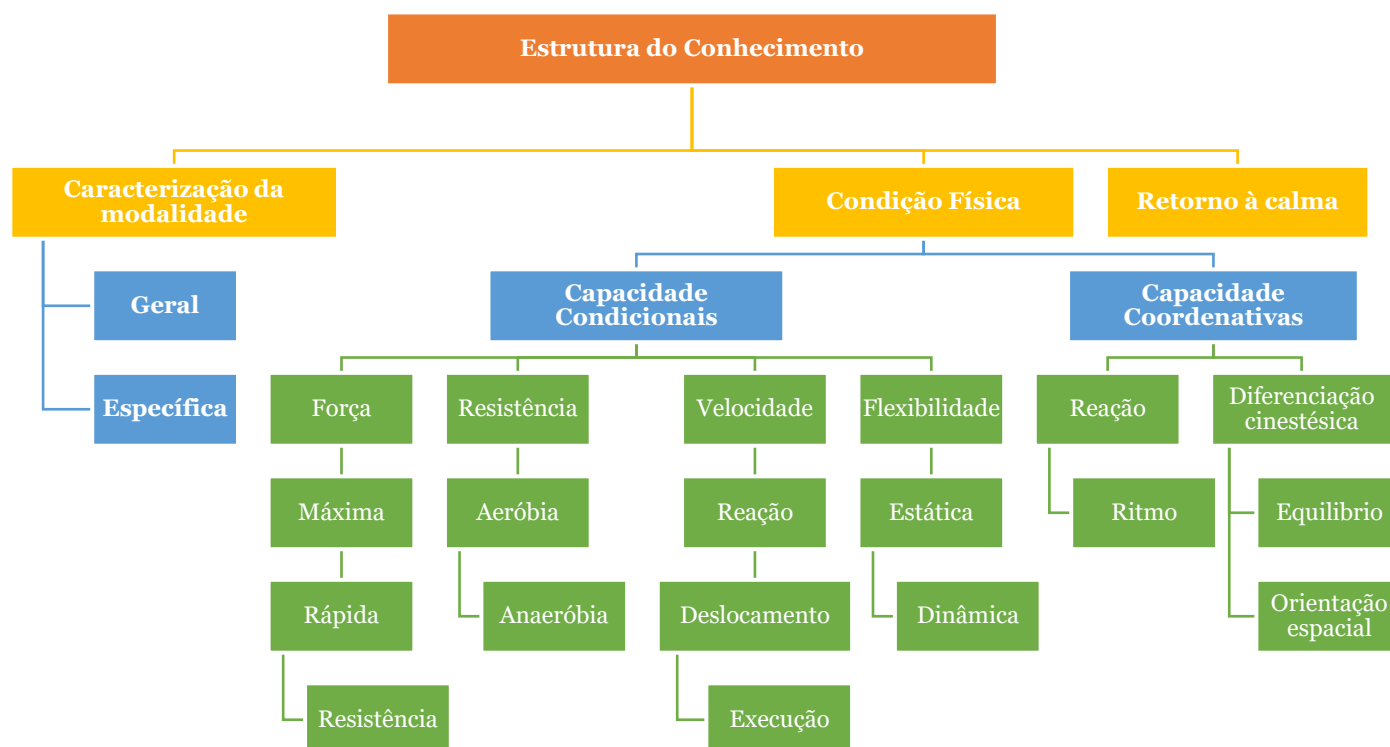 Estrutura do Conhecimento
Caracterização da
modalidade
Condição Física
Retorno à calma
Geral
Específica
Capacidade
Condicionais
Capacidade
Coordenativas
Força
Resistência
Velocidade
Flexibilidade
Reação
Diferenciação
cinestésica
Máxima
Aeróbia
Reação
Estática
Ritmo
Equilibrio
Rápida
Anaeróbia
Deslocamento
Dinâmica
Orientação
espacial
Resistência
Execução